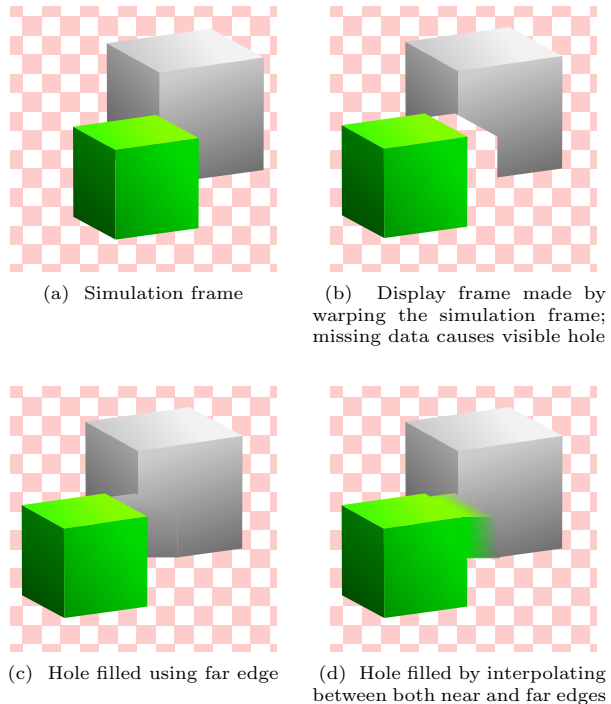 (a) Simulation frame
(b) Display frame made by
warping the simulation frame;
missing data causes visible hole
(c) Hole filled using far edge
(d) Hole filled by interpolating
between both near and far edges